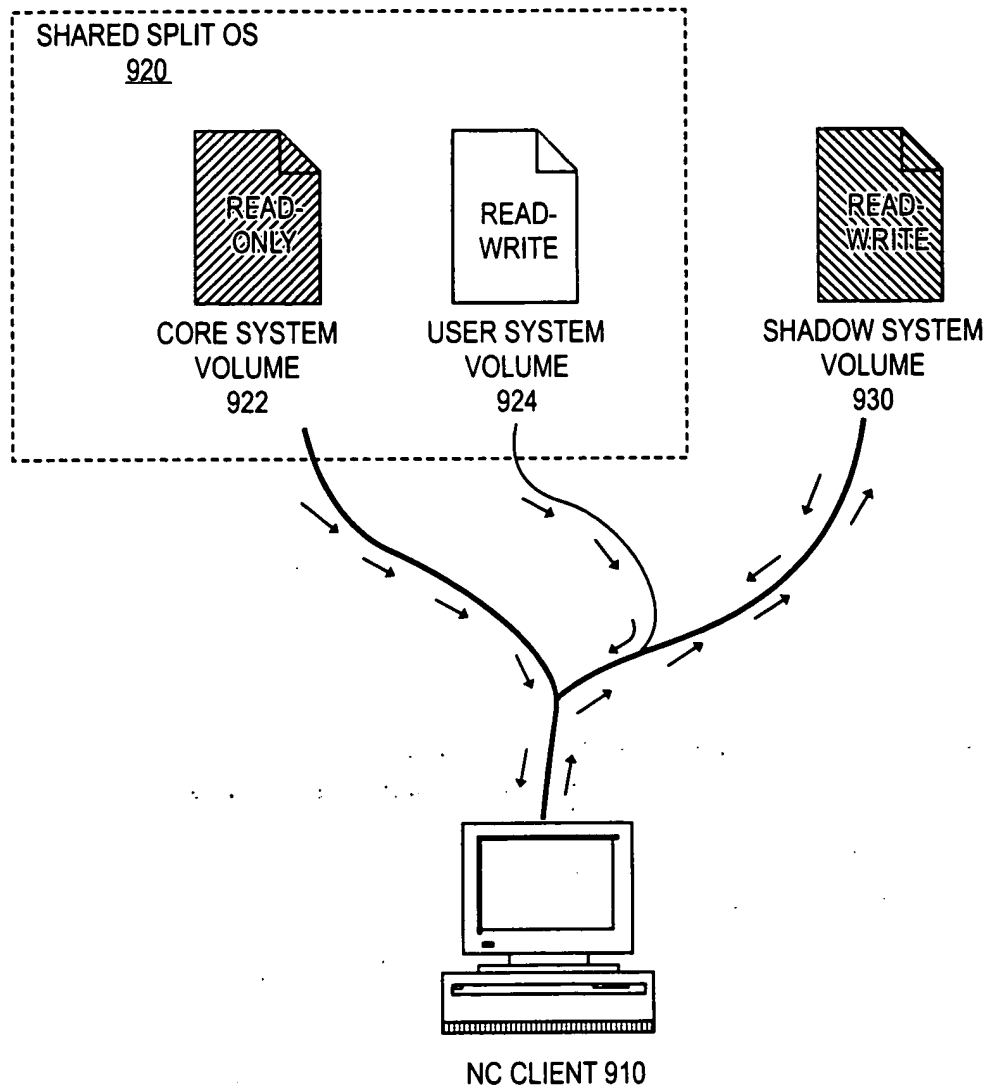 SHARED SPLIT OS
920
READ-
ONLY
READ-
WRITE
READ-
WRITE
CORE SYSTEM
VOLUME
922
USER SYSTEM
VOLUME
924
SHADOW SYSTEM
VOLUME
930
NC CLIENT 910